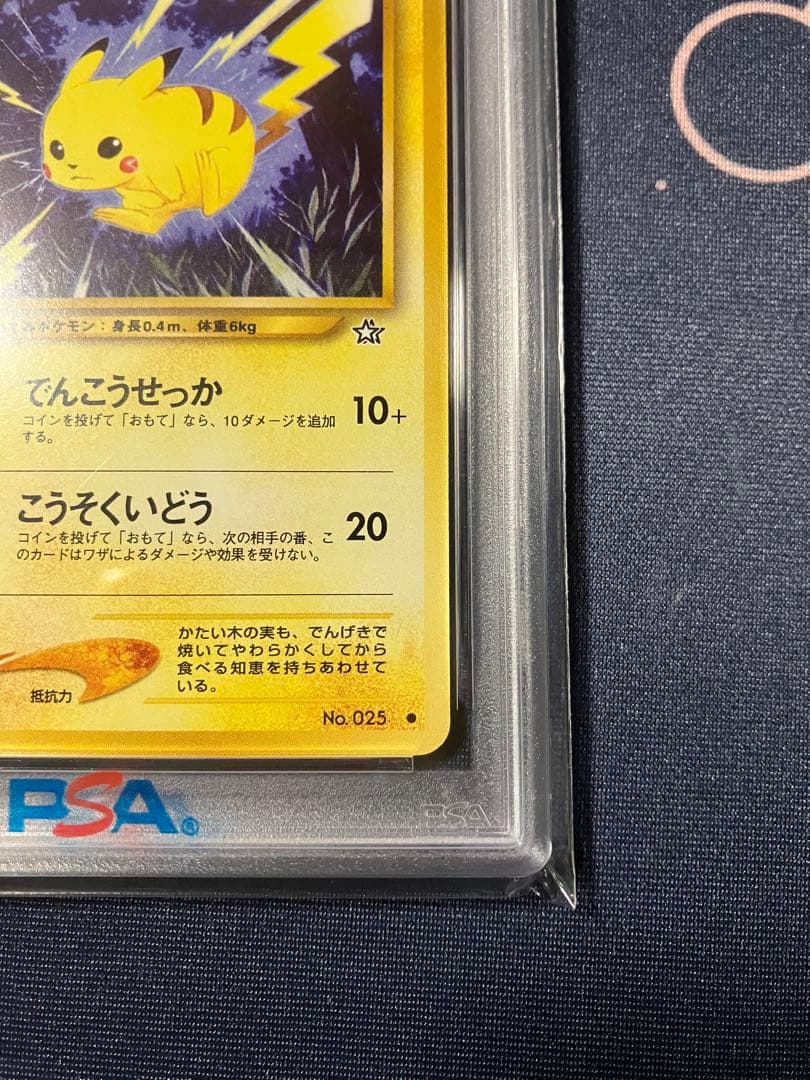 ポケモン：身長0.4m、体重6kg
でんこうせっか
コインを投げて「おもて」なら、10ダメージを追加
する。
10+
こうそくいどう
コインを投げて「おもて」なら、次の相手の番、こ
のカードはワザによるダメージや効果を受けない。
20
かたい木の実も、でんげきで
焼いてやわらかくしてから
食べる知恵を持ちあわせて
いる。
抵抗力
No. 025 ●
PSA®
PSA